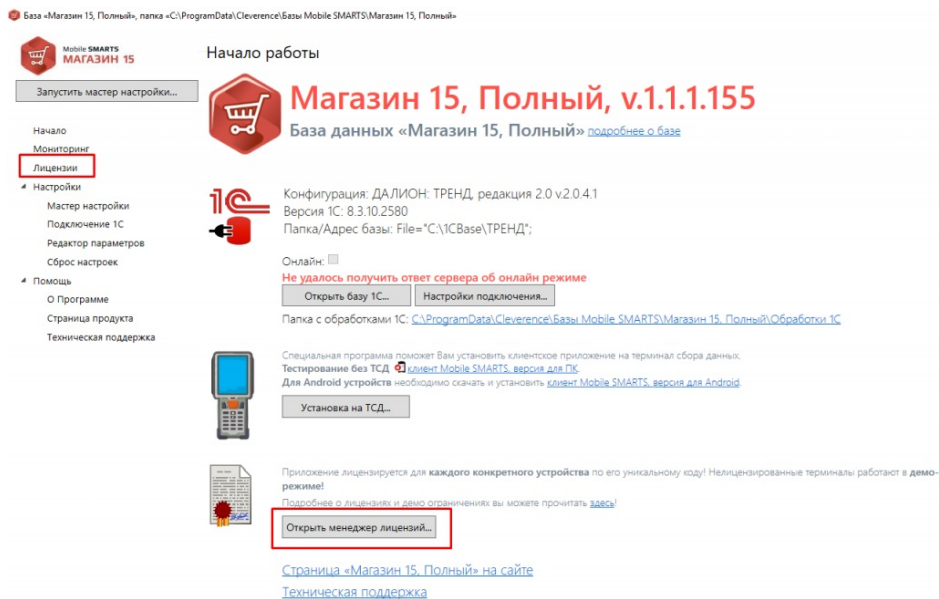 База «Магазин 15, Полный», папка «C:\ProgramData\Cleverence\Базы Mobile SMARTS\Магазин 15, Полный»
Mobile SMARTS
МАГАЗИН 15
Запустить мастер настройки...
Начало
Мониторинг
Лицензии
Настройки
Мастер настройки
Подключение 1С
Редактор параметров
Сброс настроек
Помощь
О Программе
Страница продукта
Техническая поддержка
Начало работы
Магазин 15, Полный, v.1.1.1.155
База данных «Магазин 15, Полный» подробнее о базе
1С
Конфигурация: ДАЛИОН: ТРЕНД, редакция 2.0 v.2.0.4.1
Версия 1С: 8.3.10.2580
Папка/Адрес базы: File="C:\1CBase\ТРЕНД";
Онлайн:
Не удалось получить ответ сервера об онлайн режиме
Открыть базу 1С... Настройки подключения...
Папка с обработками 1С: C:\ProgramData\Cleverence\Базы Mobile SMARTS\Магазин 15, Полный\Обработки 1С
Специальная программа поможет Вам установить клиентское приложение на терминал сбора данных.
Тестирование без ТСД клиент Mobile SMARTS, версия для ПК.
Для Android устройств необходимо скачать и установить клиент Mobile SMARTS, версия для Android.
Установка на ТСД...
Приложение лицензируется для каждого конкретного устройства по его уникальному коду! Нелицензированные терминалы работают в демо-
режиме!
Подробнее о лицензиях и демо ограничениях вы можете прочитать здесь!
Открыть менеджер лицензий...
Страница «Магазин 15, Полный» на сайте
Техническая поддержка